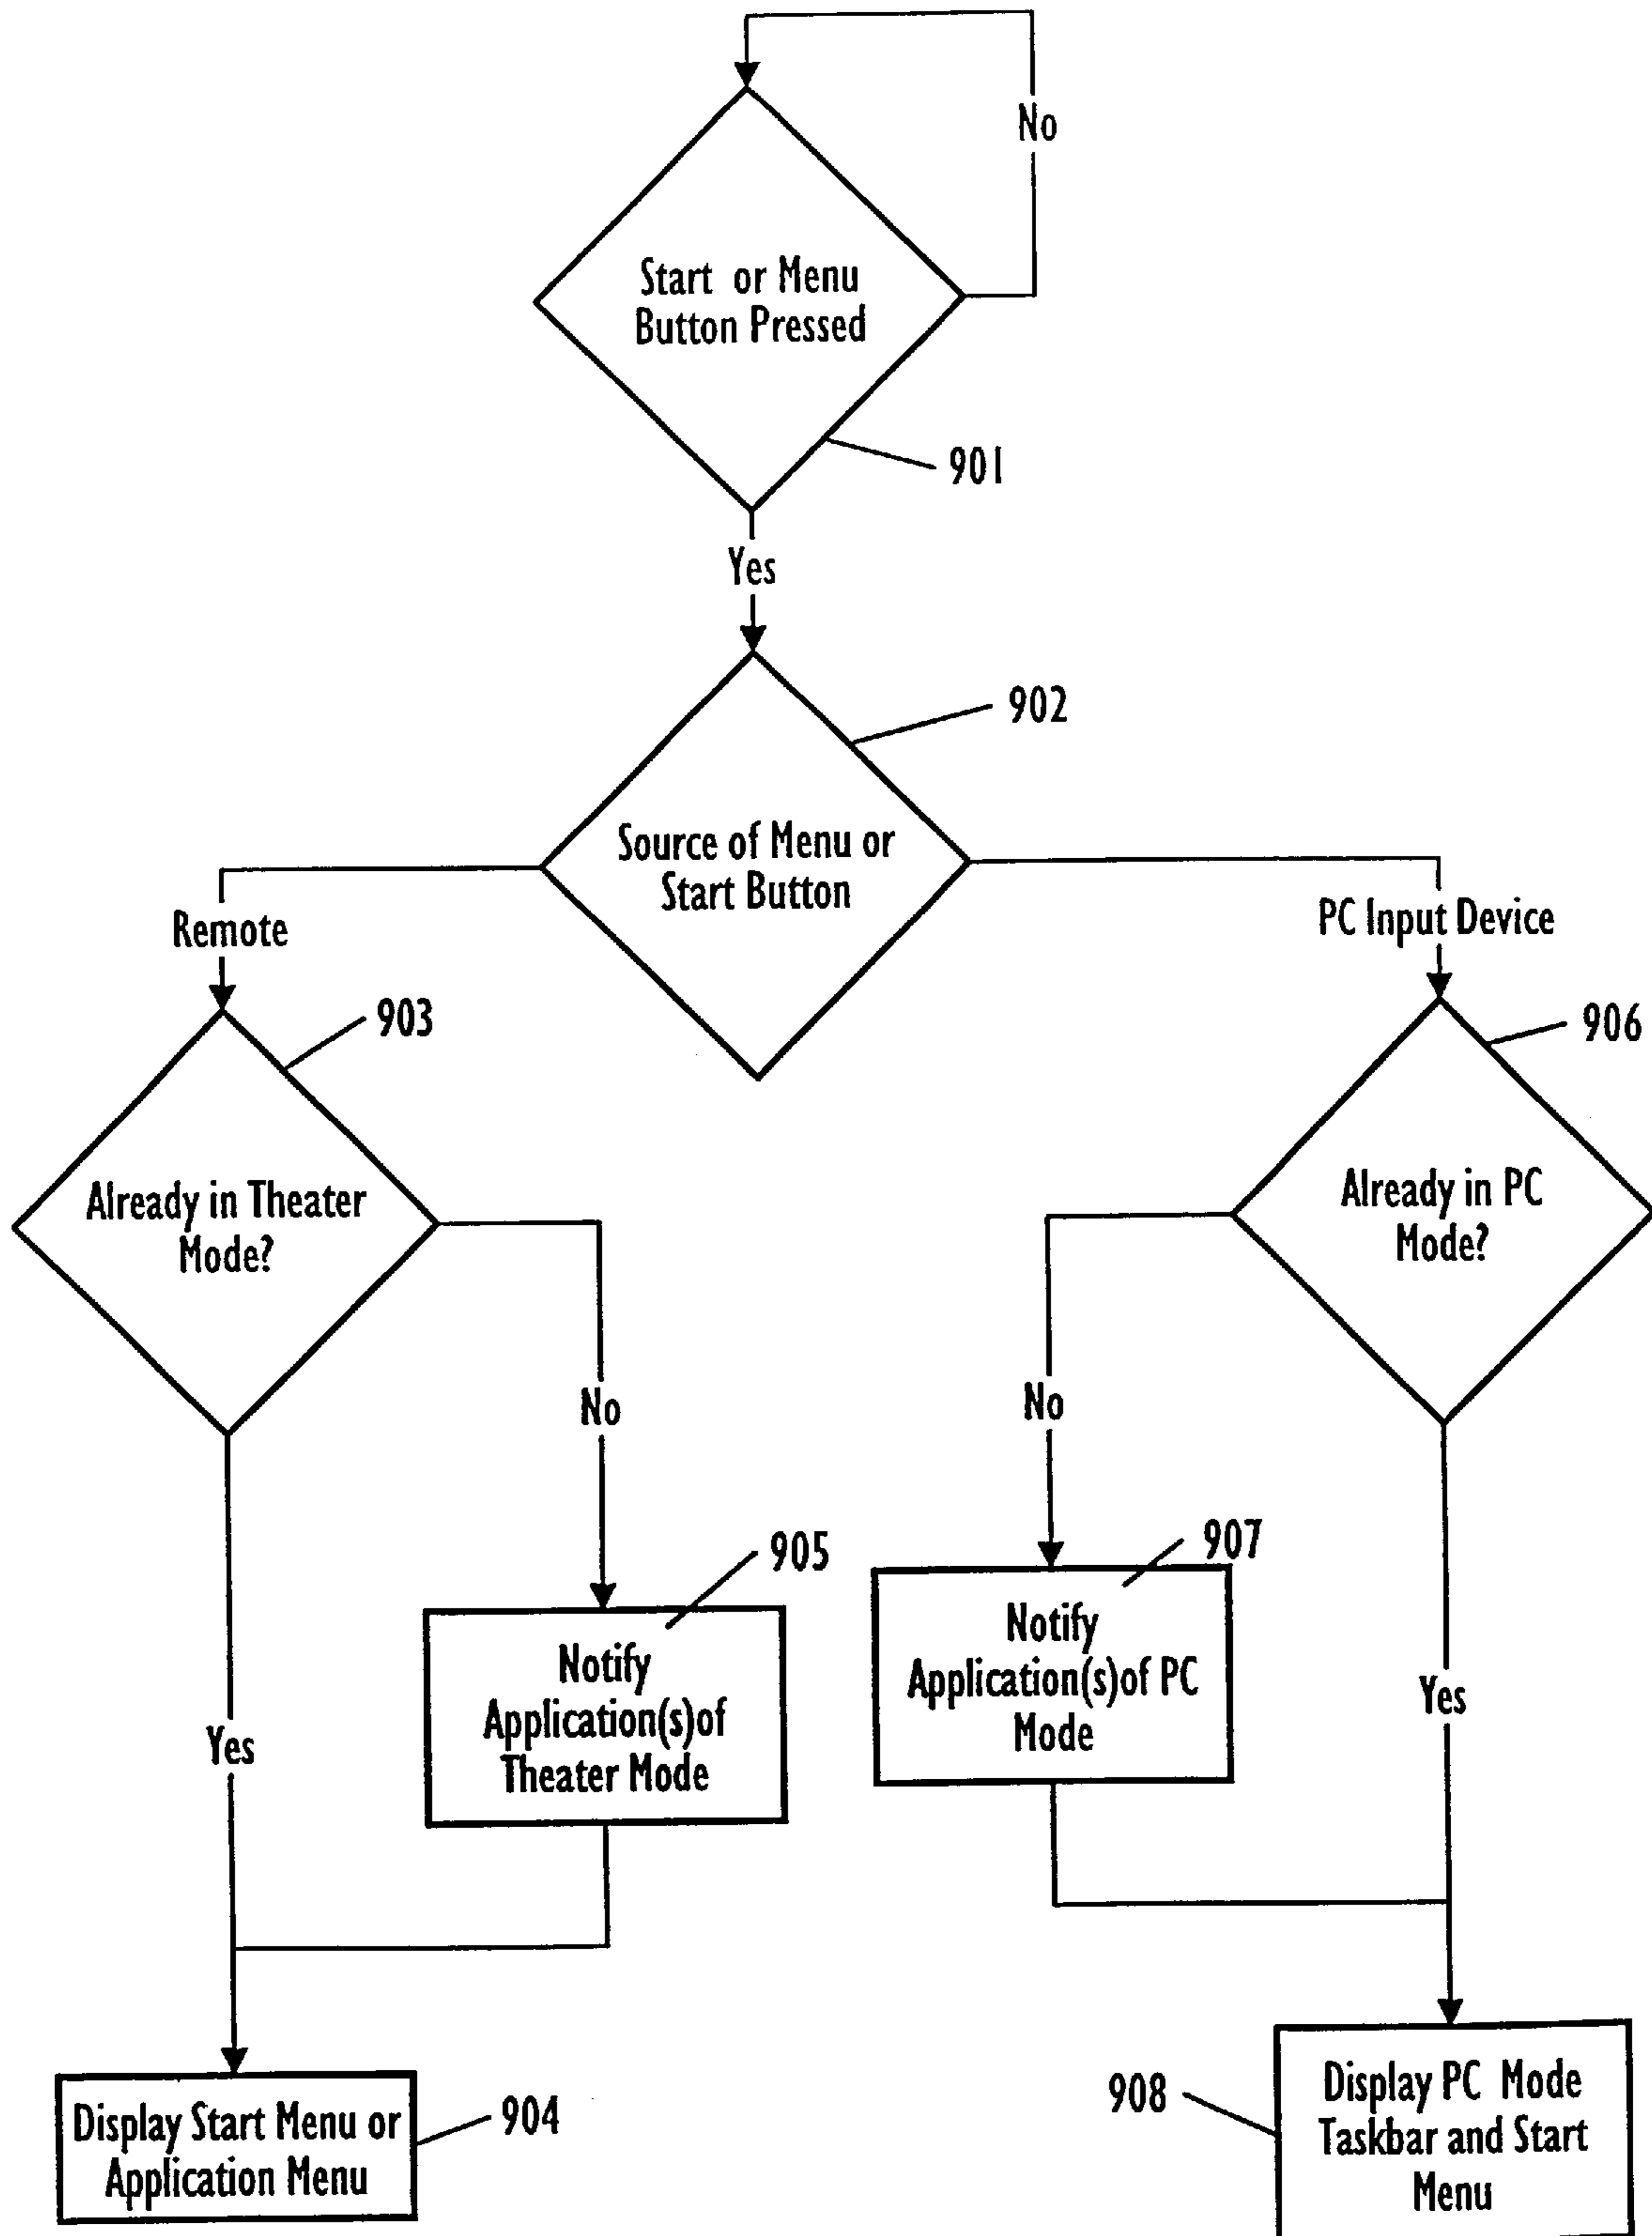 No
Start or Menu
Button Pressed
901
Yes
902
Source of Menu or
Start Button
Remote
PC Input Device
903
906
Already in Theater
Mode?
Already in PC
Mode?
No
No
905
907
Notify
Application(s)of
Theater Mode
Notify
Application(s)of PC
Mode
Yes
Yes
Display Start Menu or
Application Menu
904
908
Display PC Mode
Taskbar and Start
Menu